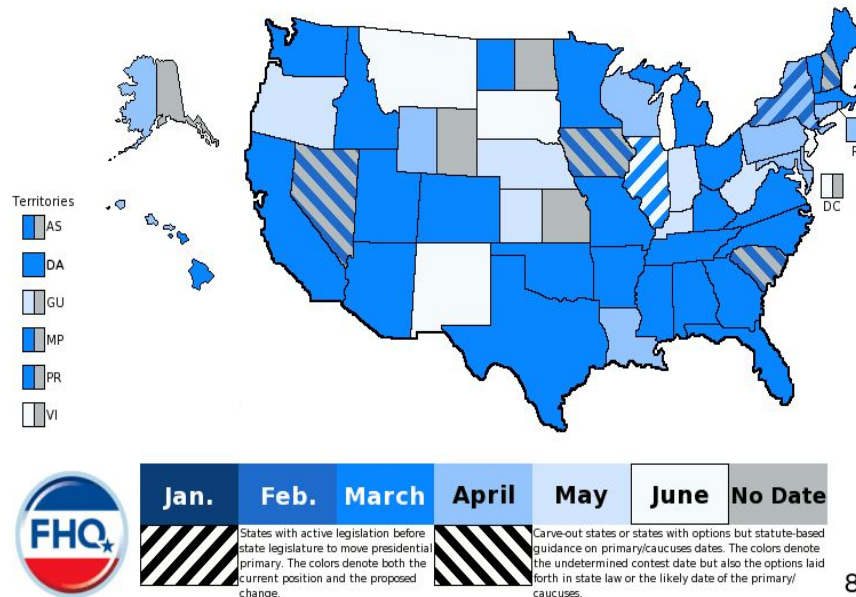 Territories
AS
DA
GU
MP
PR
VI
DC
FHQ
Jan.
Feb.
March
April
May
June
No Date
States with active legislation before
state legislature to move presidential
primary. The colors denote both the
current position and the proposed
change.
Carve-out states or states with options but statute-based
guidance on primary/caucuses dates. The colors denote
the undetermined contest date but also the options laid
forth in state law or the likely date of the primary/
caucuses.
8